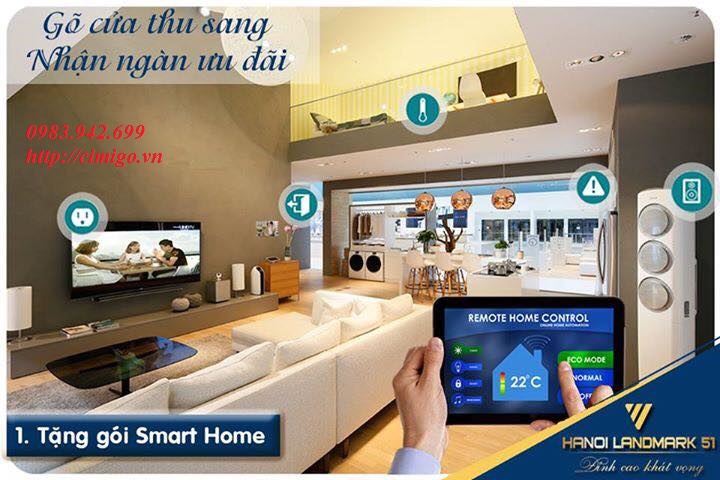 Gõ cửa thu sang
Nhận ngàn ưu đãi
0983.942.699
http://cimigo.vn
REMOTE HOME CONTROL
ONLINE HOME AUTOMATION
ECO MODE
22°C
NORMAL
OFF
1. Tặng gói Smart Home
HANOI LANDMARK 51
Đỉnh cao khát vọng